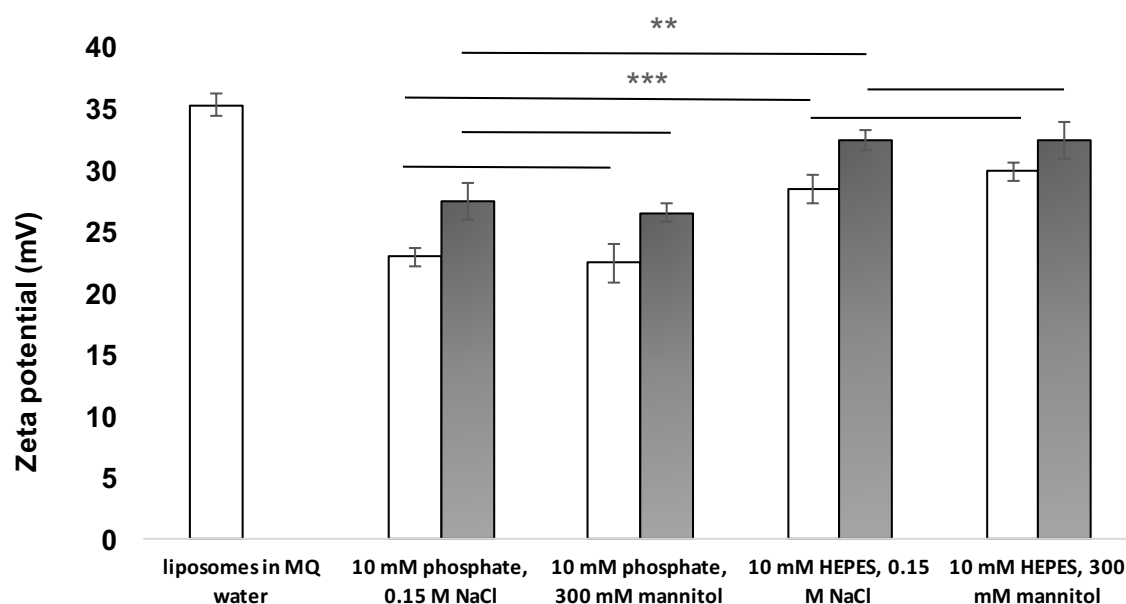 **
***
40
35
30
25
20
15
10
5
0
Zeta potential (mV)
liposomes in MQ
water
10 mM phosphate,
0.15 M NaCl
10 mM phosphate,
300 mM mannitol
10 mM HEPES, 0.15
M NaCl
10 mM HEPES, 300
mM mannitol